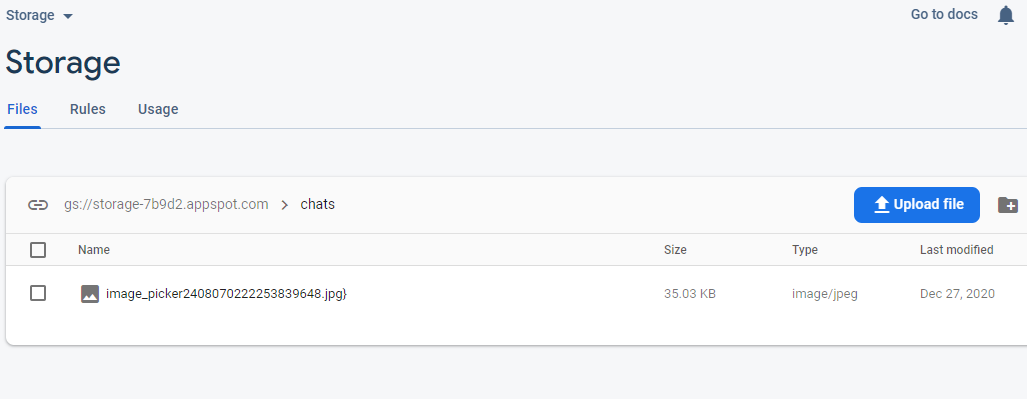 Storage Go to docs
Storage
Files Rules Usage
gs://storage-7b9d2.appspot.com > chats Upload file
Name Size Type Last modified
image_picker2408070222253839648.jpg} 35.03 KB image/jpeg Dec 27, 2020